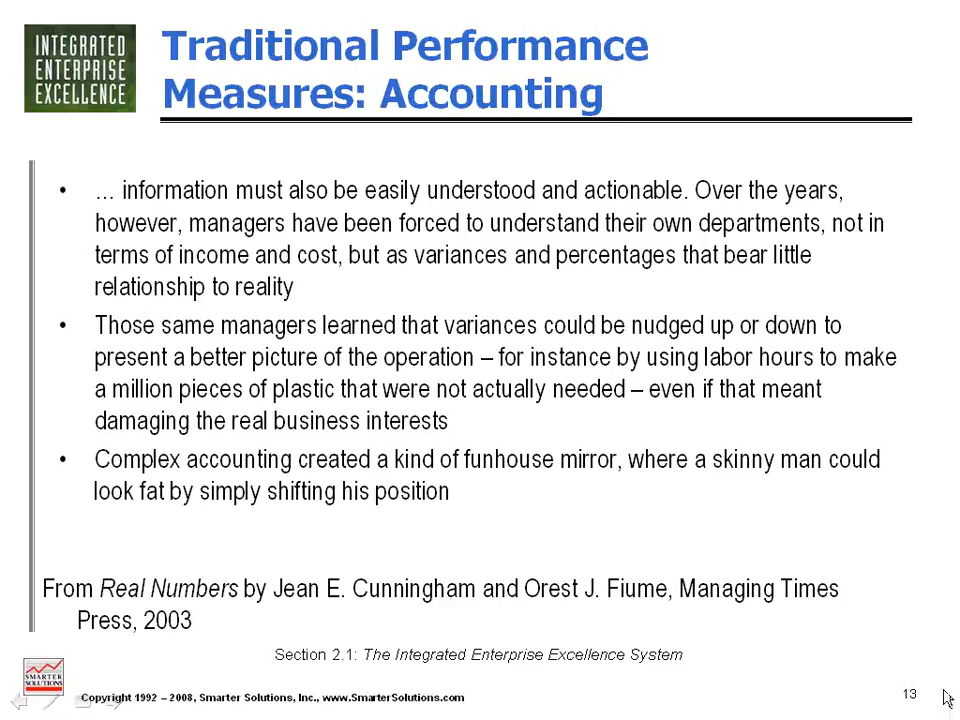 INTEGRATED
ENTERPRISE
EXCELLENCE
Traditional Performance
Measures: Accounting
• … information must also be easily understood and actionable. Over the years,
however, managers have been forced to understand their own departments, not in
terms of income and cost, but as variances and percentages that bear little
relationship to reality
• Those same managers learned that variances could be nudged up or down to
present a better picture of the operation – for instance by using labor hours to make
a million pieces of plastic that were not actually needed – even if that meant
damaging the real business interests
• Complex accounting created a kind of funhouse mirror, where a skinny man could
look fat by simply shifting his position
From Real Numbers by Jean E. Cunningham and Orest J. Fiume, Managing Times
Press, 2003
Section 2.1: The Integrated Enterprise Excellence System
SMARTER
SOLUTIONS
Copyright 1992 – 2008, Smarter Solutions, Inc., www.SmarterSolutions.com
13